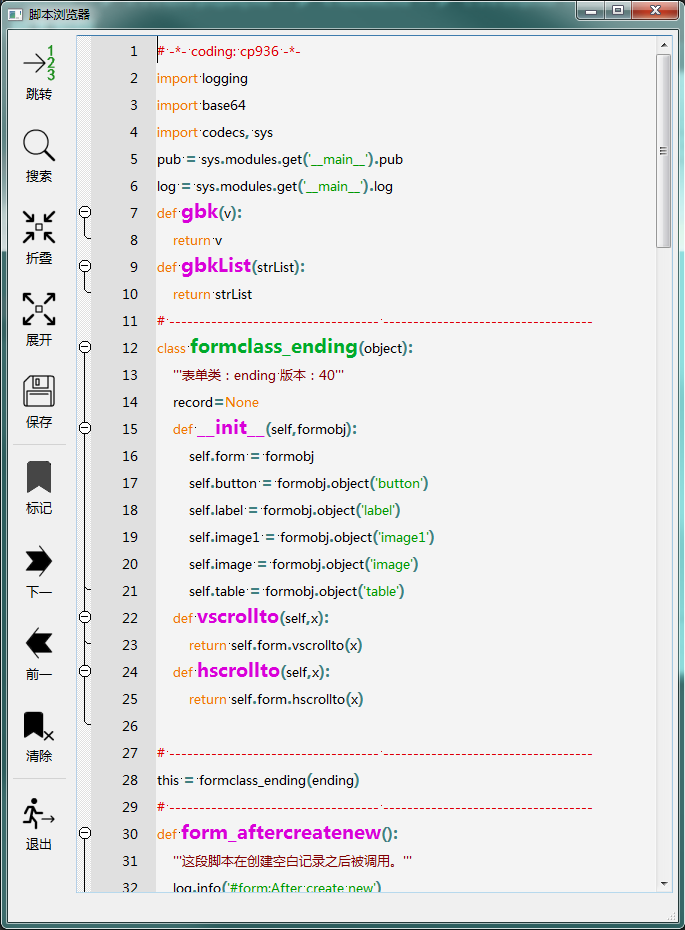 脚本浏览器
跳转
搜索
折叠
展开
保存
标记
下一
前一
清除
退出
1 # -*- coding: cp936 -*-
2 import logging
3 import base64
4 import codecs, sys
5 pub = sys.modules.get('__main__').pub
6 log = sys.modules.get('__main__').log
7 def gbk(v):
8 return v
9 def gbkList(strList):
10 return strList
11 # ----------------------------------- -----------------------------------
12 class formclass_ending(object):
13 '''表单类：ending 版本：40'''
14 record=None
15 def __init__(self,formobj):
16 self.form = formobj
17 self.button = formobj.object('button')
18 self.label = formobj.object('label')
19 self.image1 = formobj.object('image1')
20 self.image = formobj.object('image')
21 self.table = formobj.object('table')
22 def vscrollto(self,x):
23 return self.form.vscrollto(x)
24 def hscrollto(self,x):
25 return self.form.hscrollto(x)
26
27 # ----------------------------------- -----------------------------------
28 this = formclass_ending(ending)
29 # ----------------------------------- -----------------------------------
30 def form_aftercreatenew():
31 '''这段脚本在创建空白记录之后被调用。'''
32 log.info('#form:After create new')